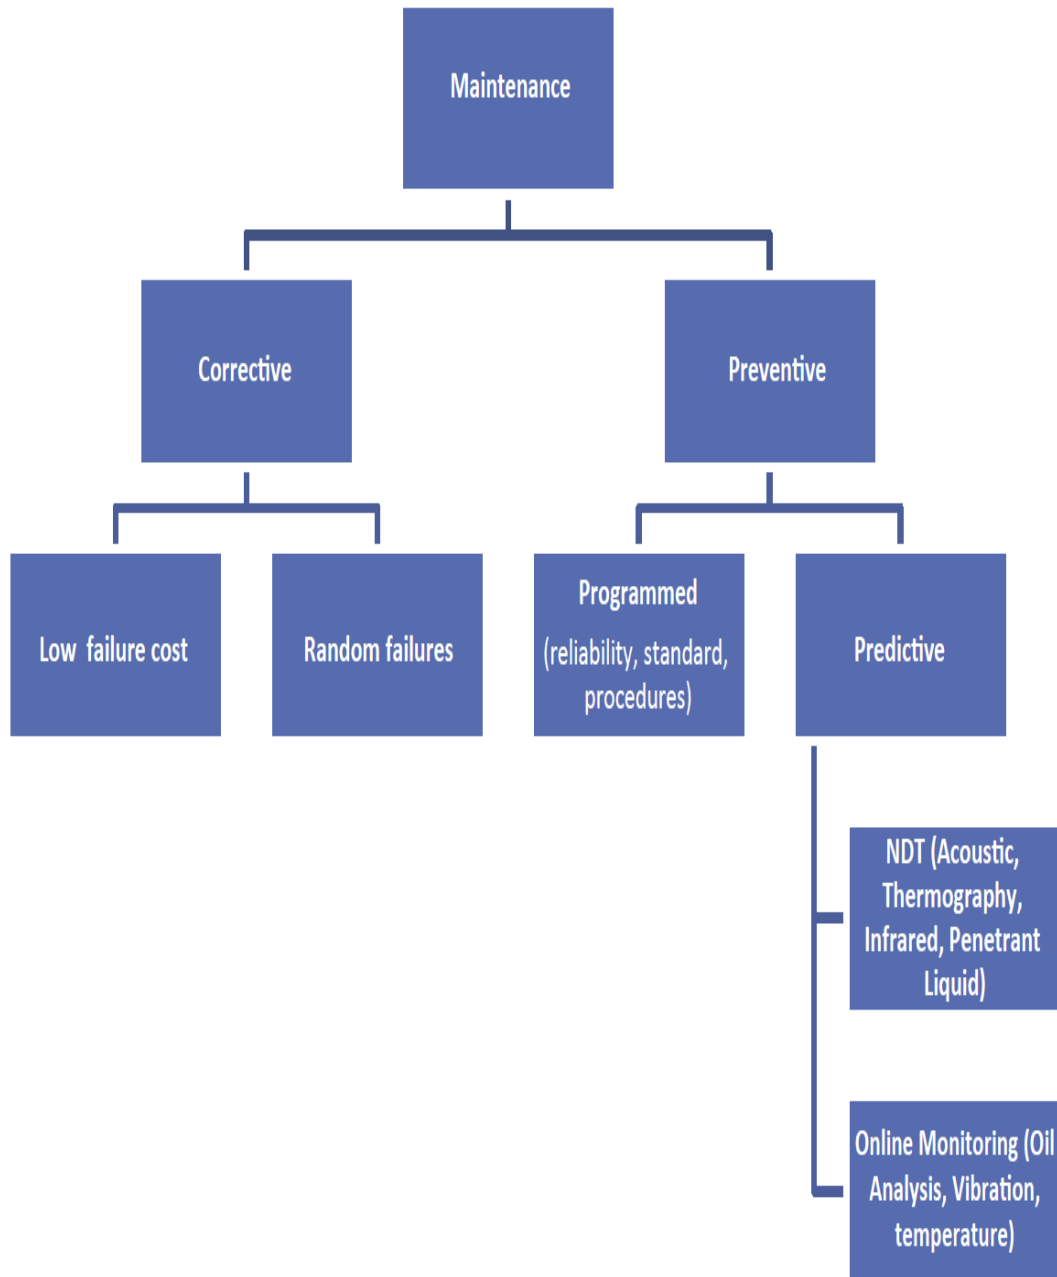 Maintenance
Corrective
Preventive
Low failure cost
Random failures
Programmed
(reliability, standard,
procedures)
Predictive
NDT (Acoustic,
Thermography,
Infrared, Penetrant
Liquid)
Online Monitoring (Oil
Analysis, Vibration,
temperature)